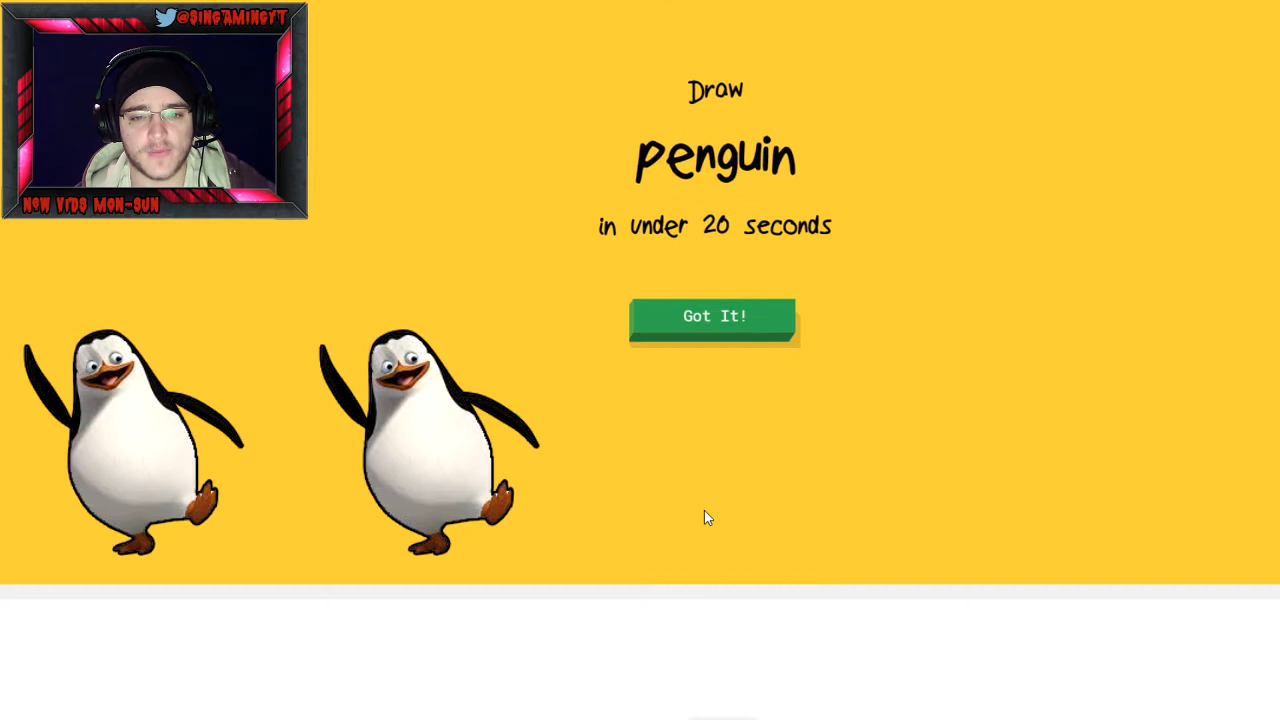 @SINGAMINGYT
NEW VIDS MON-SUN
Draw
penguin
in under 20 seconds
Got It!